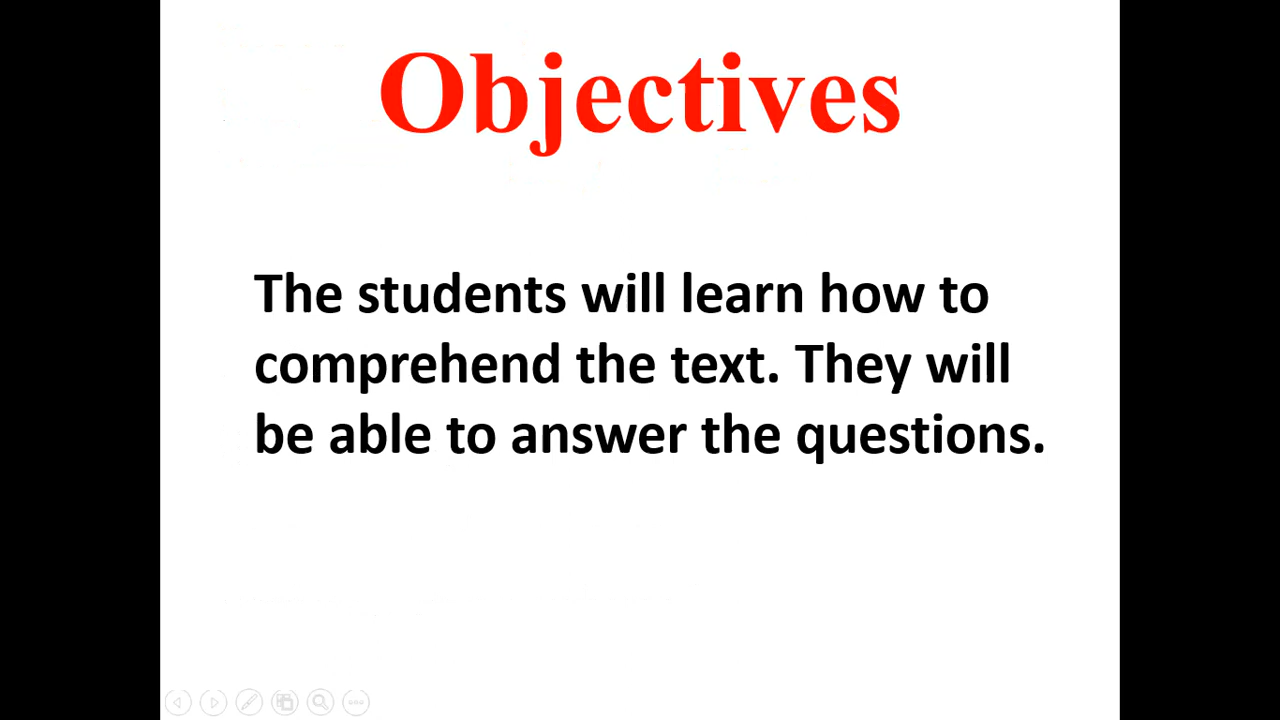 Objectives
The students will learn how to
comprehend the text. They will
be able to answer the questions.